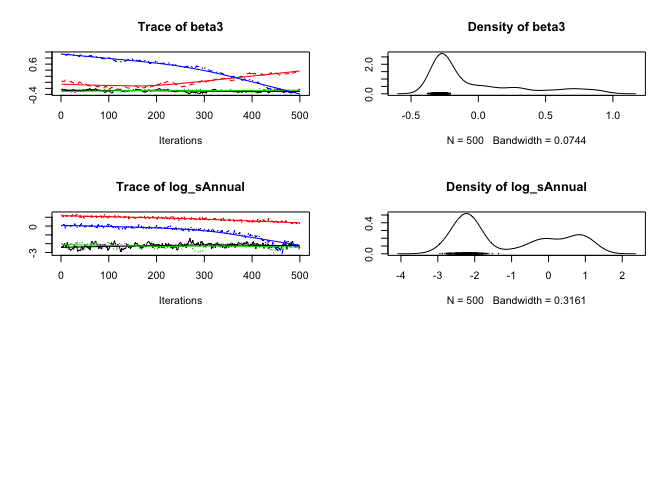 Trace of beta3
0.6
-0.4
0 100 200 300 400 500
Iterations
Density of beta3
2.0
0.0
-0.5 0.0 0.5 1.0
N = 500 Bandwidth = 0.0744
Trace of log_sAnnual
0
-3
0 100 200 300 400 500
Iterations
Density of log_sAnnual
0.4
0.0
-4 -3 -2 -1 0 1 2
N = 500 Bandwidth = 0.3161